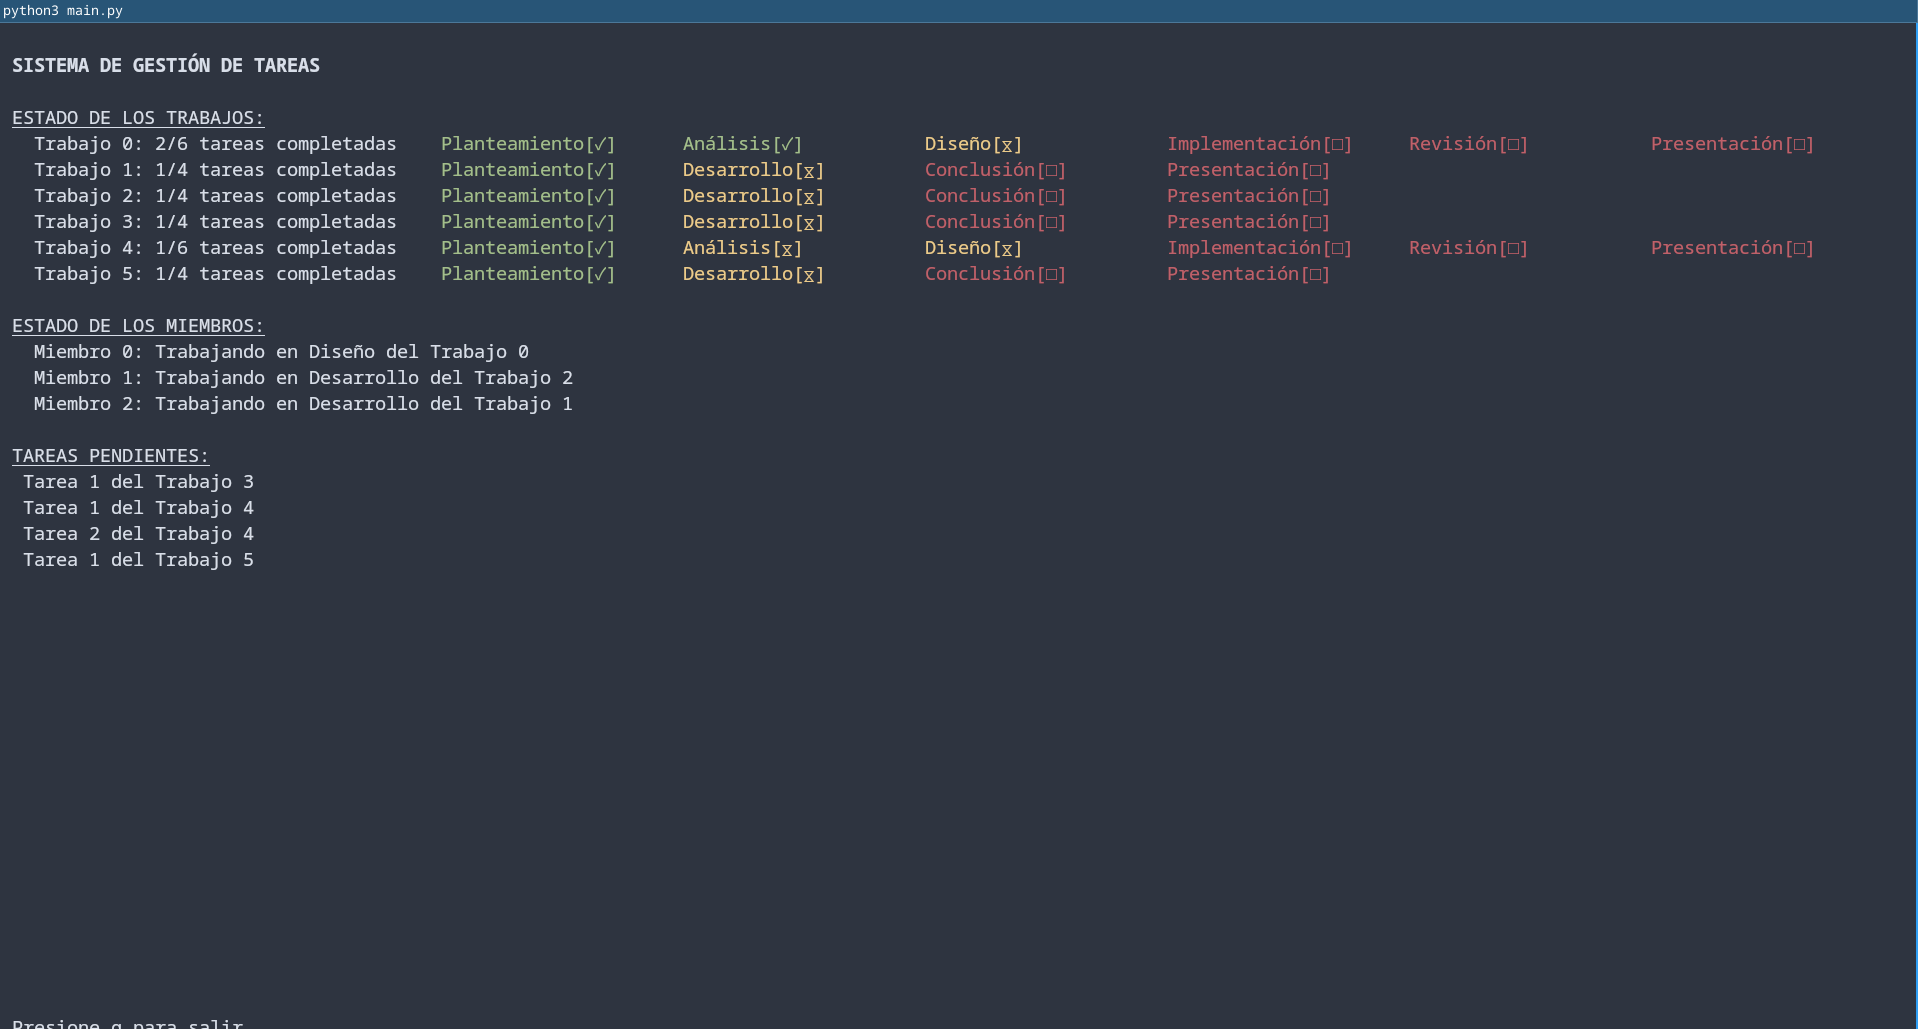 python3 main.py
SISTEMA DE GESTIÓN DE TAREAS
ESTADO DE LOS TRABAJOS:
Trabajo 0: 2/6 tareas completadas Planteamiento[✓] Análisis[✓] Diseño[⧖] Implementación[□] Revisión[□] Presentación[□]
Trabajo 1: 1/4 tareas completadas Planteamiento[✓] Desarrollo[⧖] Conclusión[□] Presentación[□]
Trabajo 2: 1/4 tareas completadas Planteamiento[✓] Desarrollo[⧖] Conclusión[□] Presentación[□]
Trabajo 3: 1/4 tareas completadas Planteamiento[✓] Desarrollo[⧖] Conclusión[□] Presentación[□]
Trabajo 4: 1/6 tareas completadas Planteamiento[✓] Análisis[⧖] Diseño[⧖] Implementación[□] Revisión[□] Presentación[□]
Trabajo 5: 1/4 tareas completadas Planteamiento[✓] Desarrollo[⧖] Conclusión[□] Presentación[□]
ESTADO DE LOS MIEMBROS:
Miembro 0: Trabajando en Diseño del Trabajo 0
Miembro 1: Trabajando en Desarrollo del Trabajo 2
Miembro 2: Trabajando en Desarrollo del Trabajo 1
TAREAS PENDIENTES:
Tarea 1 del Trabajo 3
Tarea 1 del Trabajo 4
Tarea 2 del Trabajo 4
Tarea 1 del Trabajo 5
Presione q para salir